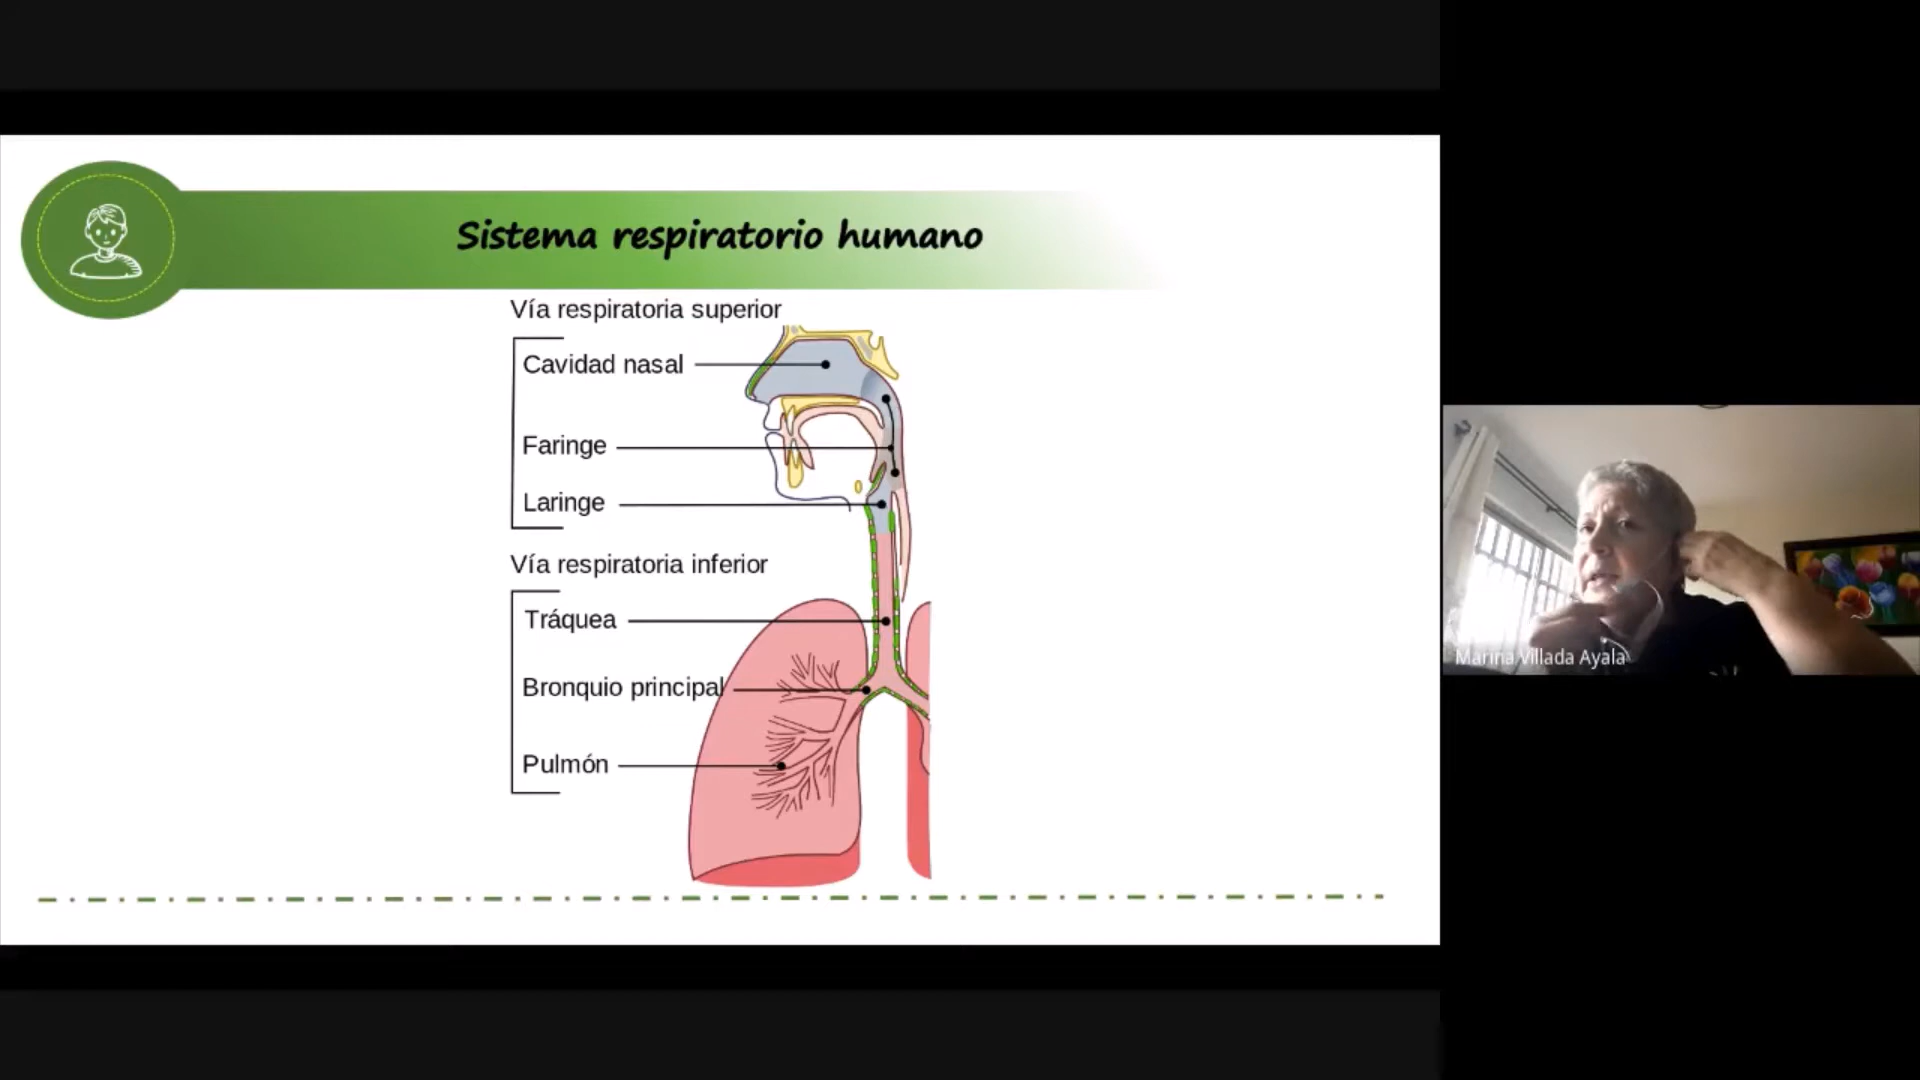 Sistema respiratorio humano
Vía respiratoria superior
Cavidad nasal
Faringe
Laringe
Vía respiratoria inferior
Tráquea
Bronquio principal
Pulmón
Marina Villada Ayala